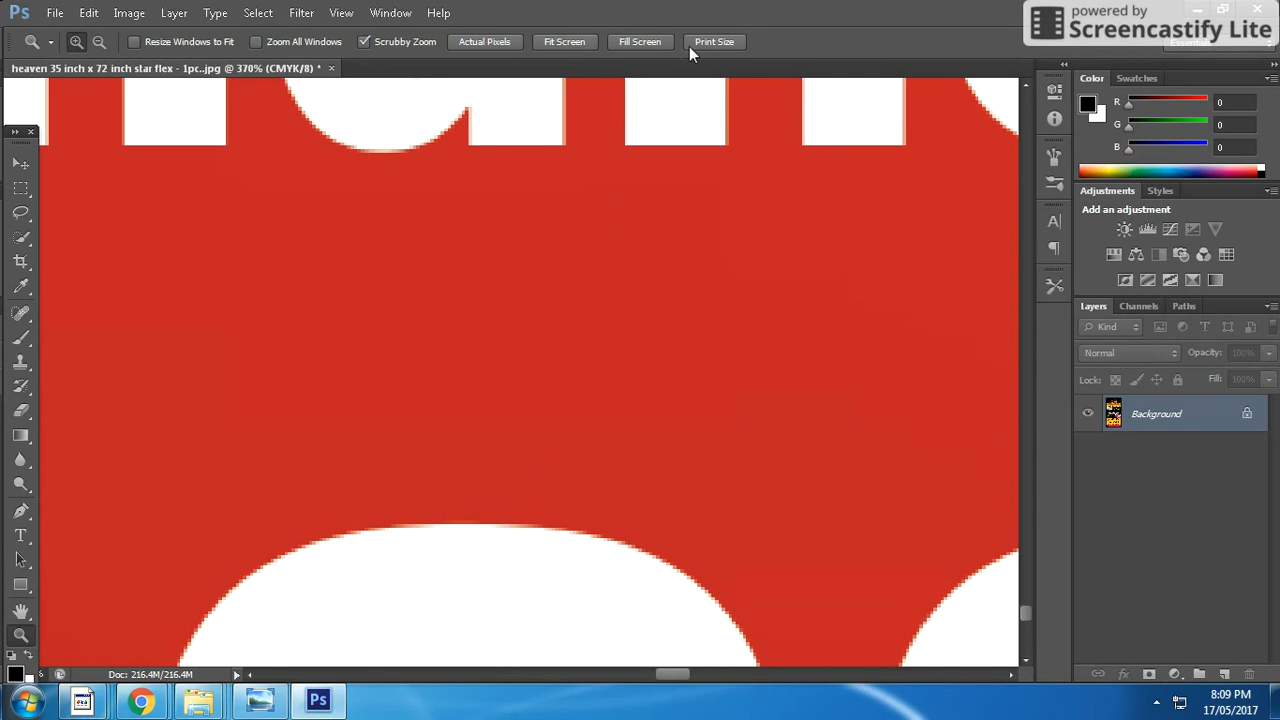 Ps File Edit Image Layer Type Select Filter View Window Help
powered by
Screencastify Lite
Resize Windows to Fit Zoom All Windows Scrubby Zoom Actual Pixels Fit Screen Fill Screen Print Size
heaven 35 inch x 72 inch star flex - 1pc..jpg @ 370% (CMYK/8) * ×
Color Swatches
R 0
G 0
B 0
Adjustments Styles
Add an adjustment
Layers Channels Paths
Kind
Normal Opacity: 100%
Lock: Fill: 100%
Background
Doc: 216.4M/216.4M
Ps
8:09 PM
17/05/2017